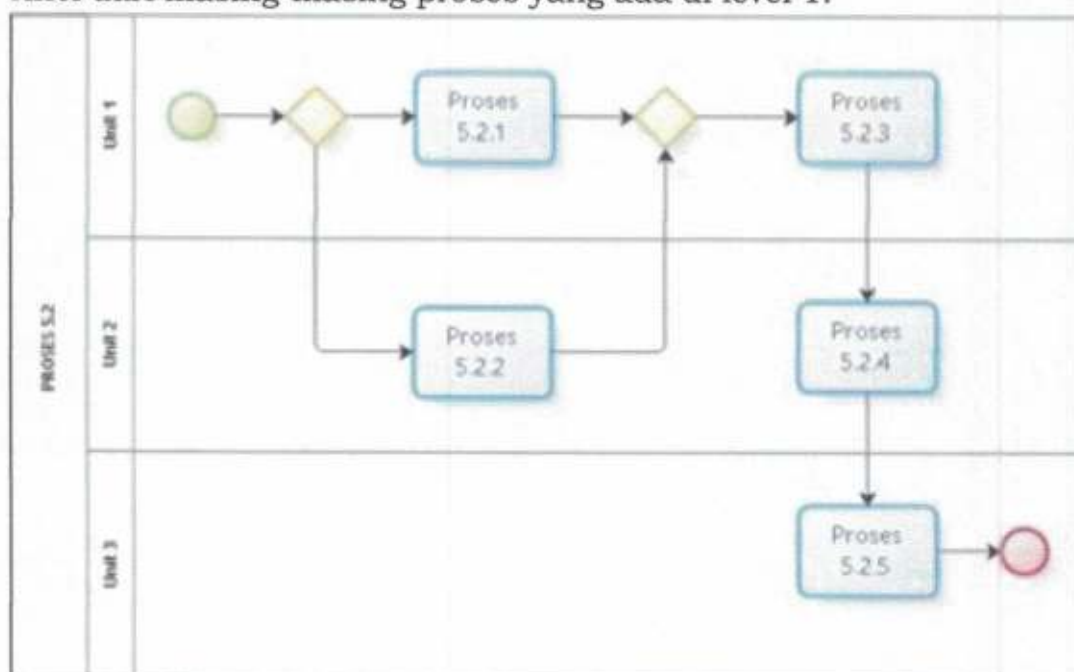 PROSES 5.2
Unit 1
Proses
5.2.1
Proses
5.2.3
Unit 2
Proses
5.2.2
Proses
5.2.4
Unit 3
Proses
5.2.5